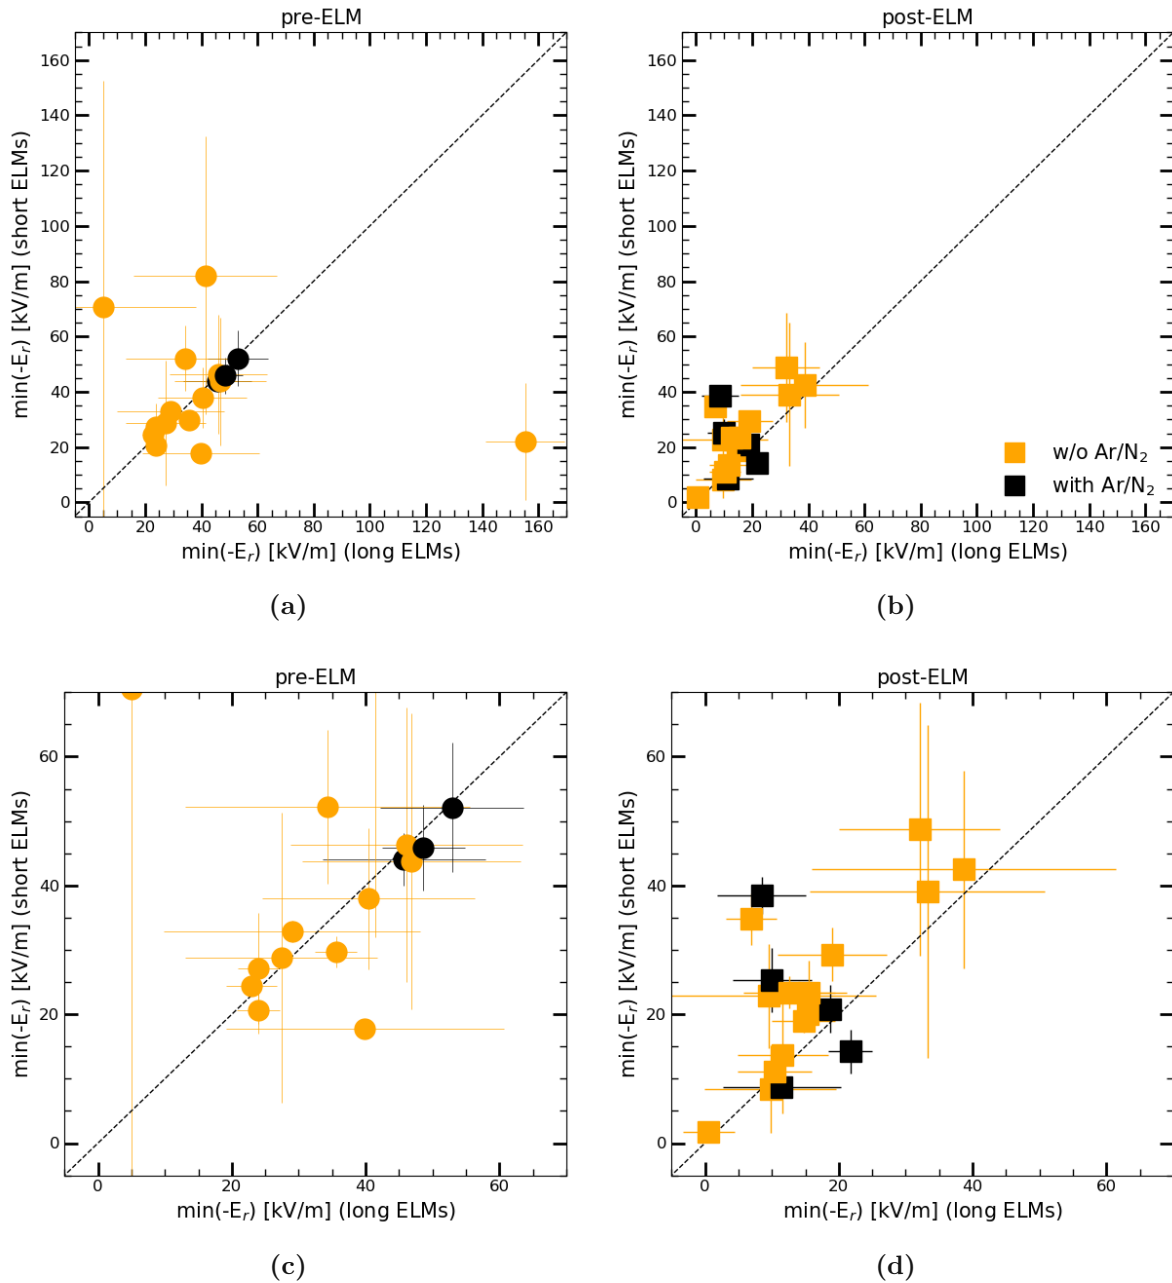 pre-ELM
160
140
120
100
80
60
40
20
0
min(-E_r) [kV/m] (short ELMs)
0 20 40 60 80 100 120 140 160
min(-E_r) [kV/m] (long ELMs)
(a)
post-ELM
160
140
120
100
80
60
40
20
0
min(-E_r) [kV/m] (short ELMs)
w/o Ar/N₂
with Ar/N₂
0 20 40 60 80 100 120 140 160
min(-E_r) [kV/m] (long ELMs)
(b)
pre-ELM
60
40
20
0
min(-E_r) [kV/m] (short ELMs)
0 20 40 60
min(-E_r) [kV/m] (long ELMs)
(c)
post-ELM
60
40
20
0
min(-E_r) [kV/m] (short ELMs)
0 20 40 60
min(-E_r) [kV/m] (long ELMs)
(d)